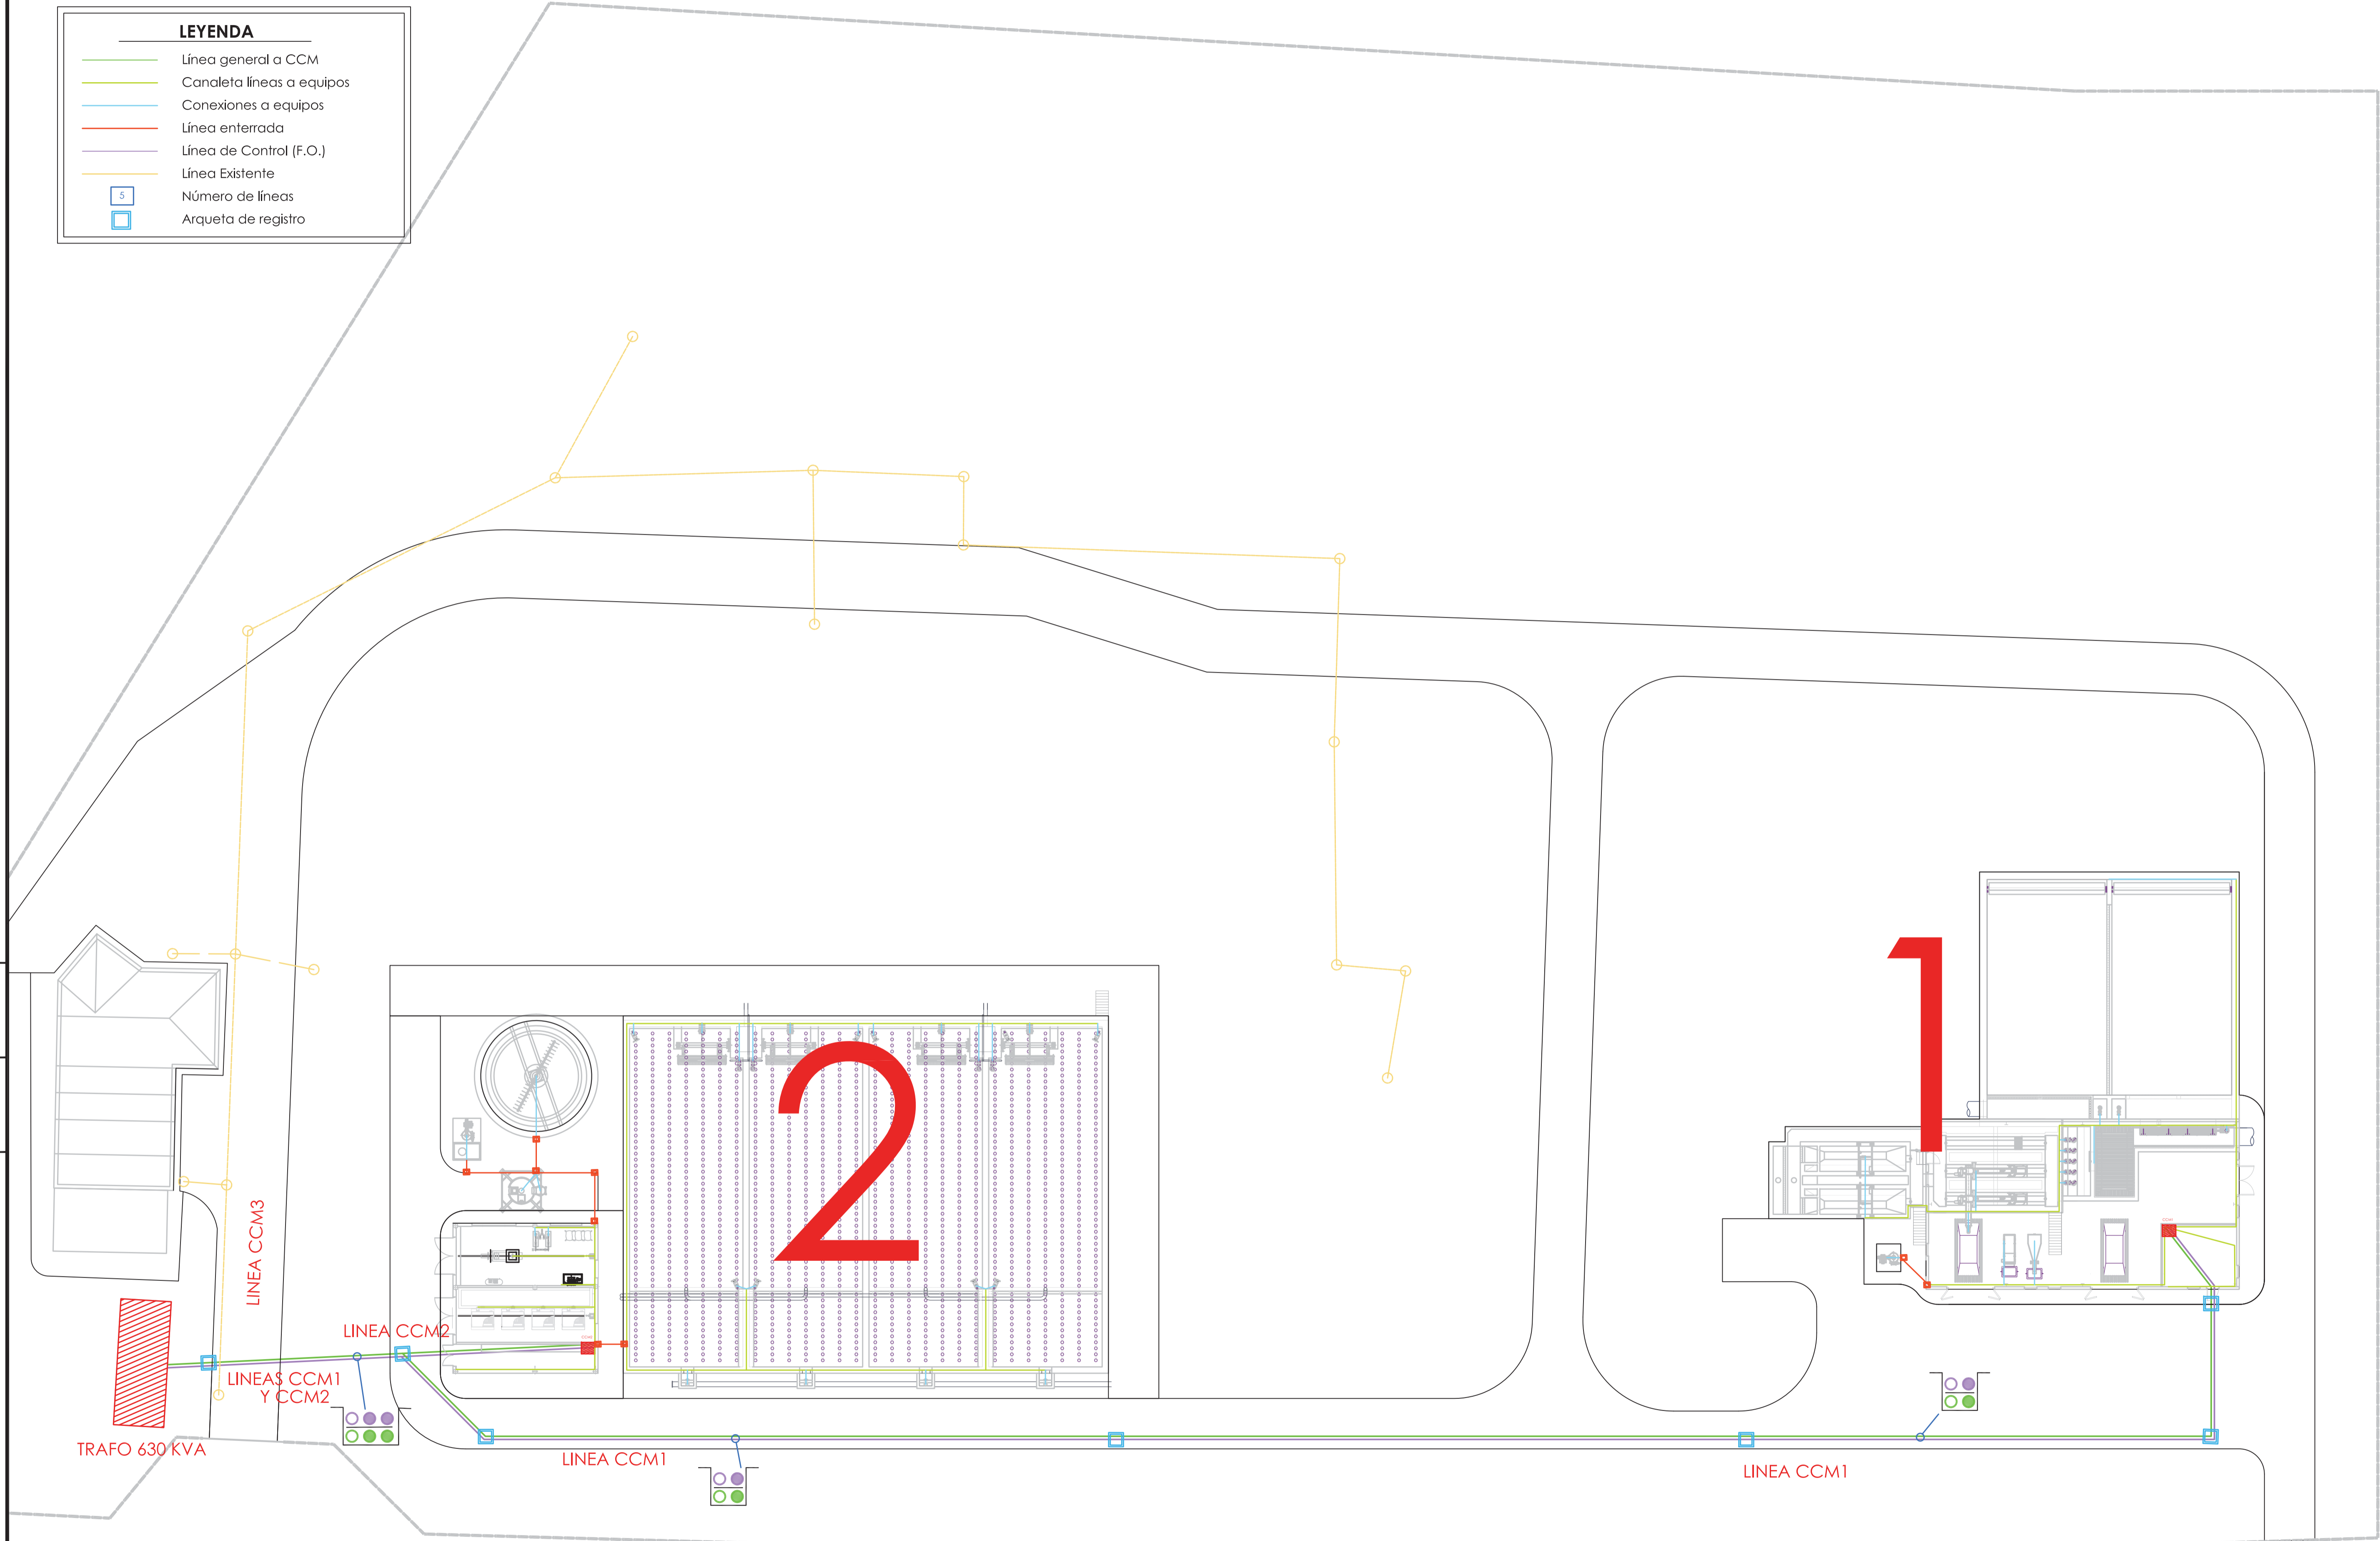 LEYENDA
Línea general a CCM
Canaleta líneas a equipos
Conexiones a equipos
Línea enterrada
Línea de Control (F.O.)
Línea Existente
5 Número de líneas
Arqueta de registro
1
2
LINEA CCM3
LINEA CCM2
LINEAS CCM1
Y CCM2
TRAFO 630 KVA
LINEA CCM1
LINEA CCM1